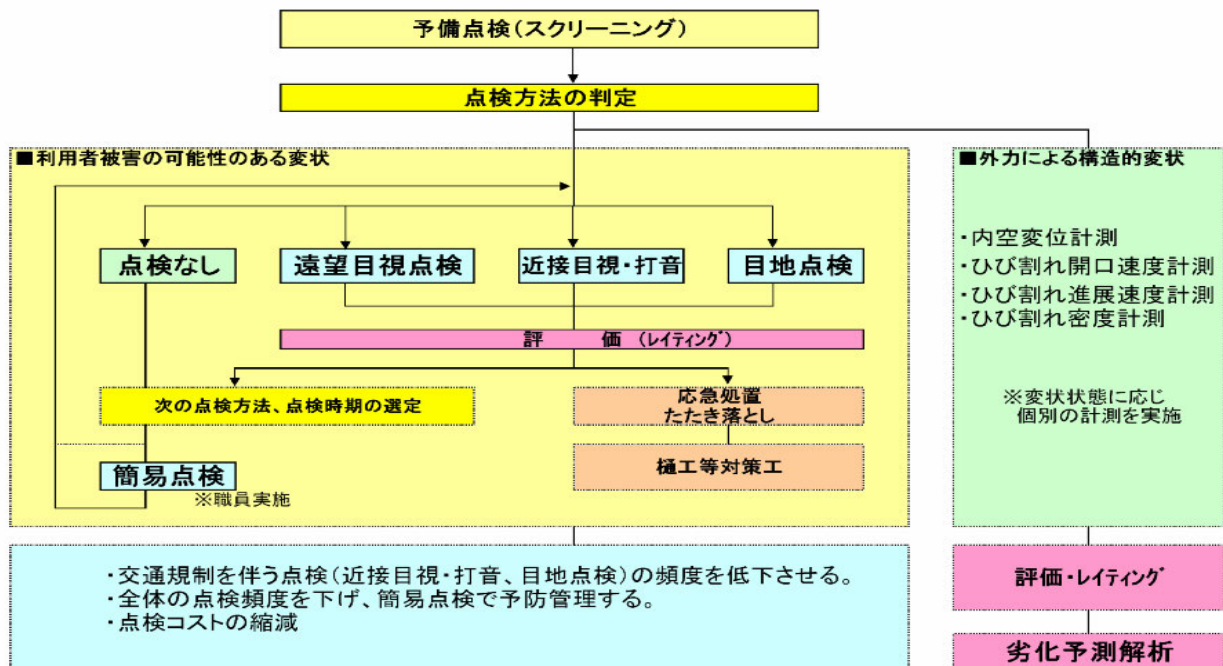 予備点検(スクリーニング)
点検方法の判定
■利用者被害の可能性のある変状
点検なし
遠望目視点検
近接目視・打音
目地点検
評 価 (レイティング)
次の点検方法、点検時期の選定
応急処置
たたき落とし
簡易点検
※職員実施
樋工等対策工
■外力による構造的変状
・内空変位計測
・ひび割れ開口速度計測
・ひび割れ進展速度計測
・ひび割れ密度計測
※変状状態に応じ
個別の計測を実施
・交通規制を伴う点検(近接目視・打音、目地点検)の頻度を低下させる。
・全体の点検頻度を下げ、簡易点検で予防管理する。
・点検コストの縮減
評価・レイティング
劣化予測解析